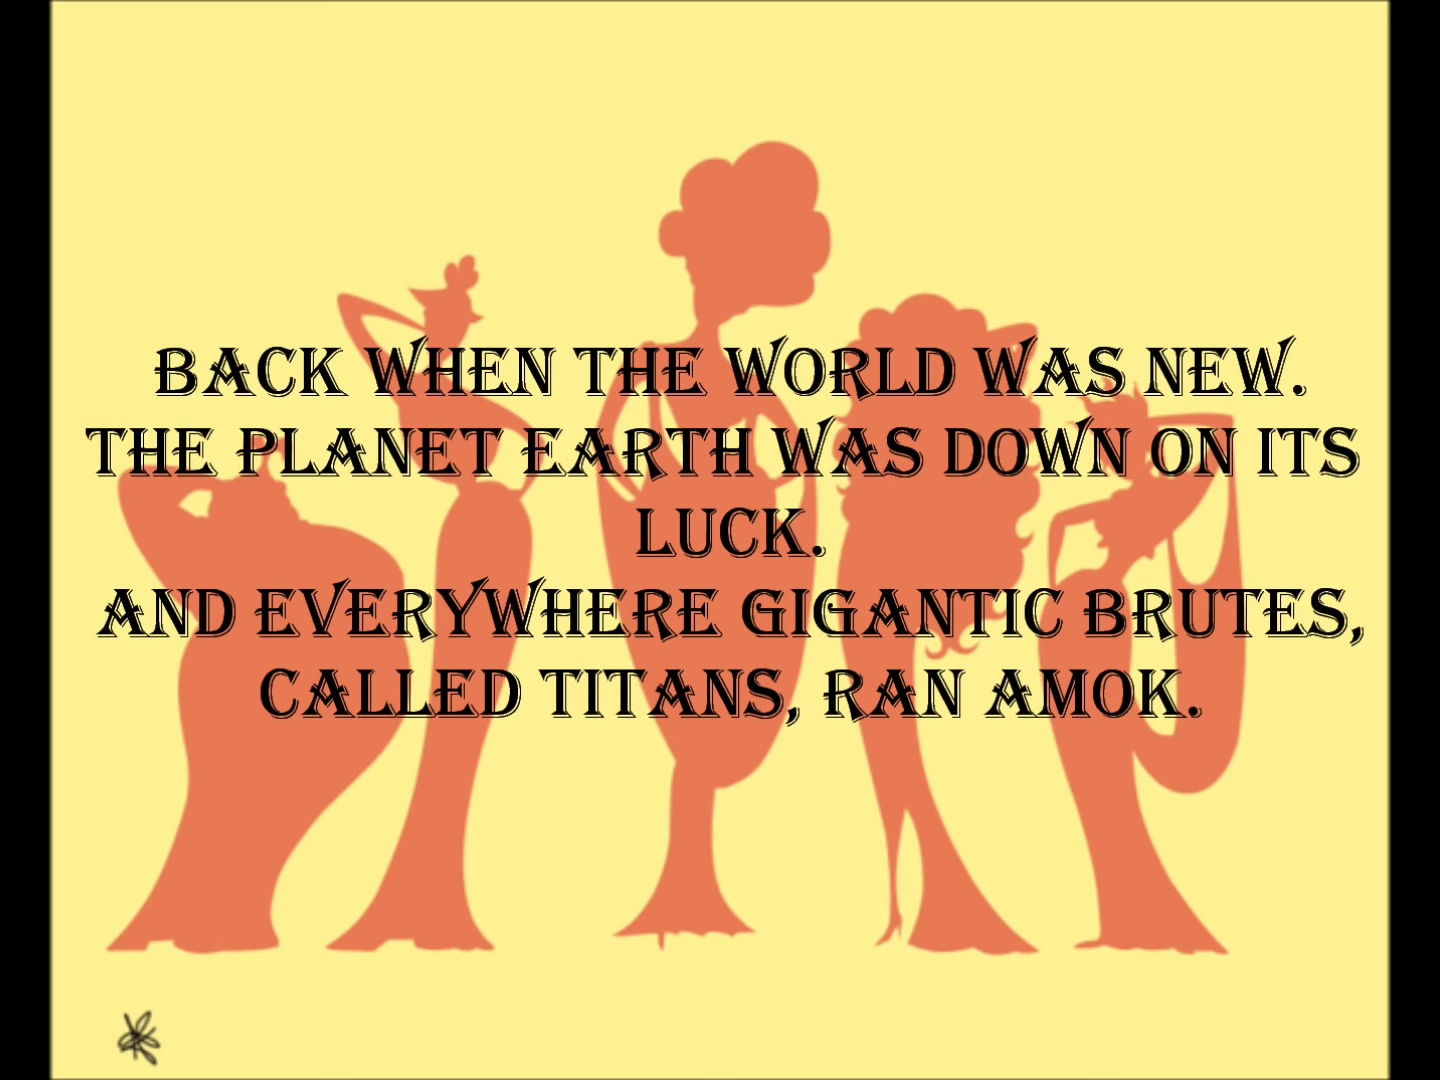 BACK WHEN THE WORLD WAS NEW.
THE PLANET EARTH WAS DOWN ON ITS
LUCK.
AND EVERYWHERE GIGANTIC BRUTES,
CALLED TITANS, RAN AMOK.